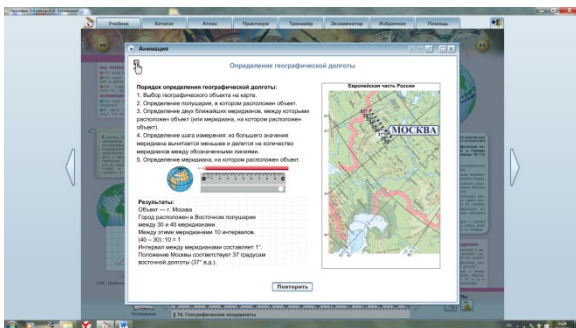 Учебник Каталог Атлас Практикум Тренажёр Экзаменатор Избранное Помощь
Анимация
Определение географической долготы
Порядок определения географической долготы:
1. Выбор географического объекта на карте.
2. Определение полушария, в котором расположен объект.
3. Определение двух ближайших меридианов, между которыми
расположен объект (или меридиана, на котором расположен
объект).
4. Определение шага измерения: из большего значения
меридиана вычитается меньшее и делится на количество
меридианов между обозначенными линиями.
5. Определение меридиана, на котором расположен объект.
Результаты:
Объект — г. Москва
Город расположен в Восточном полушарии
между 30 и 40 меридианами.
Между этими меридианами 10 интервалов.
(40 – 30) :10 = 1
Интервал между меридианами составляет 1°.
Положение Москвы соответствует 37 градусам
восточной долготы (37° в.д.).
Европейская часть России
МОСКВА
Повторить
§ 10. Географические координаты